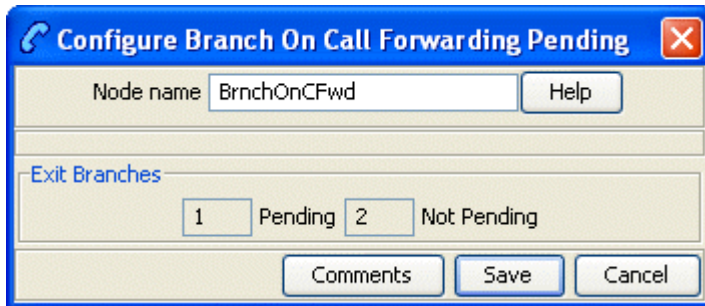 Configure Branch On Call Forwarding Pending
Node name BrnchOnCFwd Help
Exit Branches
1 Pending 2 Not Pending
Comments Save Cancel